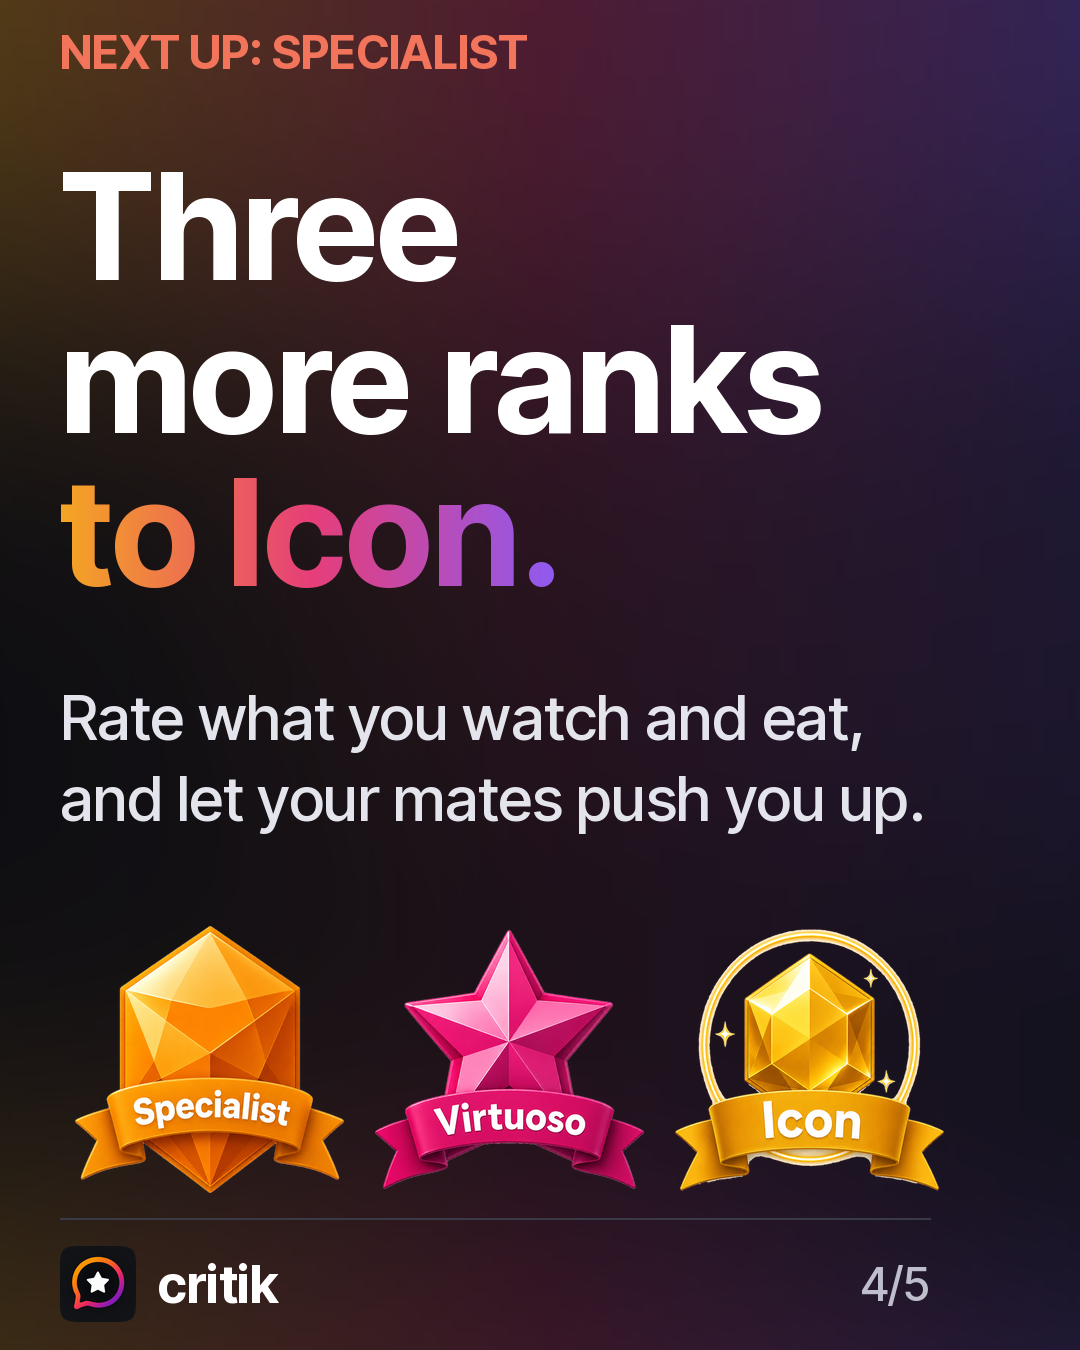 NEXT UP: SPECIALIST
Three
more ranks
to Icon.
Rate what you watch and eat,
and let your mates push you up.
Specialist
Virtuoso
Icon
critik
4/5